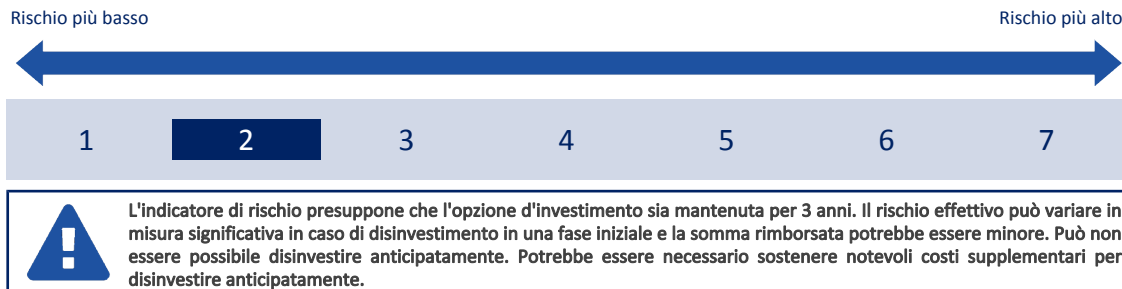 Rischio più basso
Rischio più alto
1 2 3 4 5 6 7
L'indicatore di rischio presuppone che l'opzione d'investimento sia mantenuta per 3 anni. Il rischio effettivo può variare in
misura significativa in caso di disinvestimento in una fase iniziale e la somma rimborsata potrebbe essere minore. Può non
essere possibile disinvestire anticipatamente. Potrebbe essere necessario sostenere notevoli costi supplementari per
disinvestire anticipatamente.